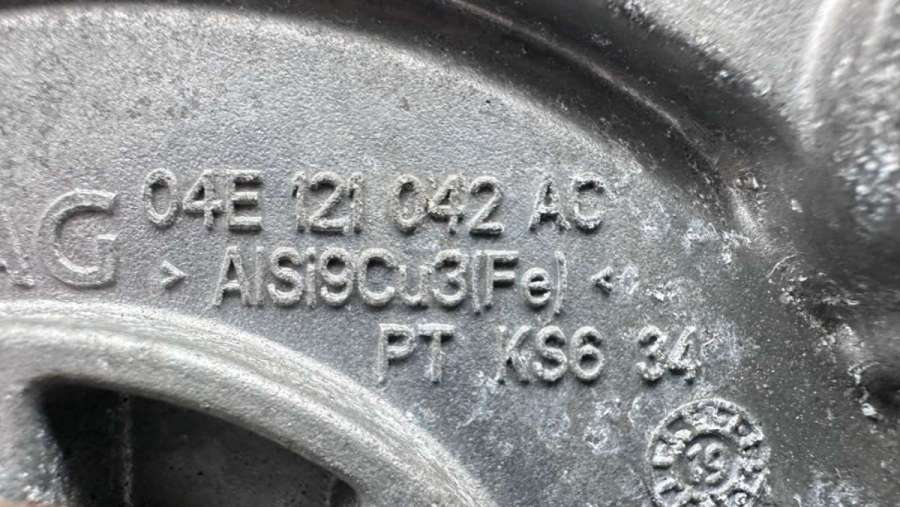 AG 04E 121 042 AC
> AlSi9Cu3(Fe) <
PT KS6 34
19